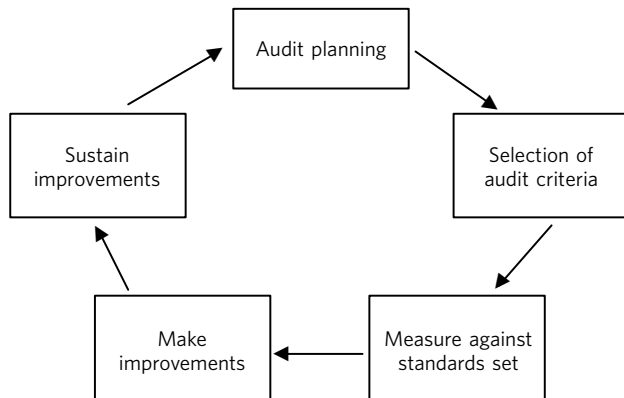 Audit planning
Selection of
audit criteria
Measure against
standards set
Make
improvements
Sustain
improvements